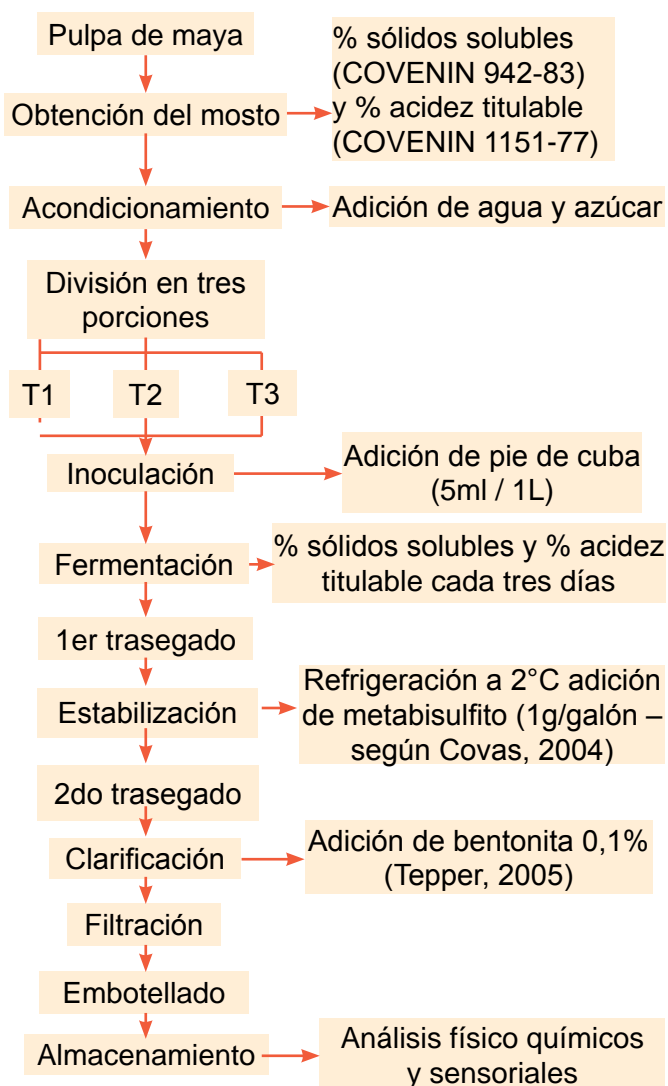 Pulpa de maya
% sólidos solubles
(COVENIN 942-83)
y % acidez titulable
(COVENIN 1151-77)
Obtención del mosto
Acondicionamiento
Adición de agua y azúcar
División en tres
porciones
T1
T2
T3
Inoculación
Adición de pie de cuba
(5ml / 1L)
Fermentación
% sólidos solubles y % acidez
titulable cada tres días
1er trasegado
Estabilización
Refrigeración a 2°C adición
de metabisulfito (1g/galón –
según Covas, 2004)
2do trasegado
Clarificación
Adición de bentonita 0,1%
(Tepper, 2005)
Filtración
Embotellado
Almacenamiento
Análisis físico químicos
y sensoriales